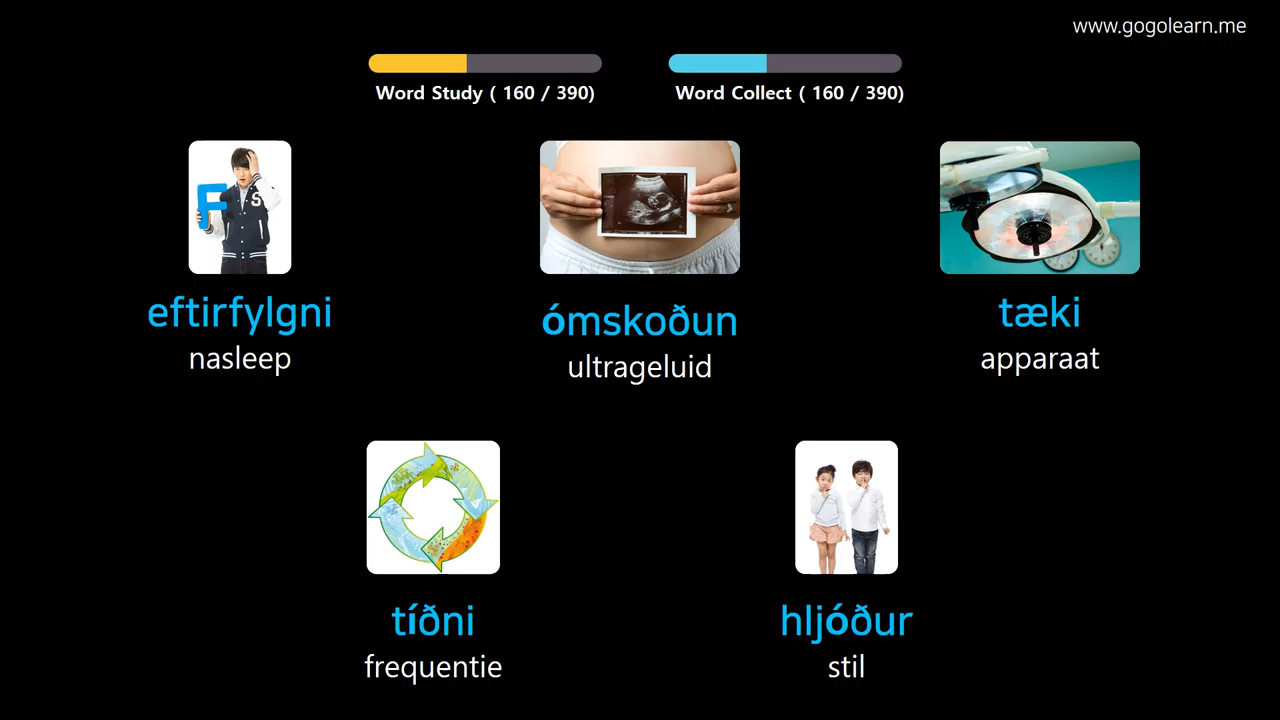 www.gogolearn.me
Word Study ( 160 / 390)
Word Collect ( 160 / 390)
F
S
eftirfylgni
nasleep
ómskoðun
ultrageluid
tæki
apparaat
tíðni
frequentie
hljóður
stil